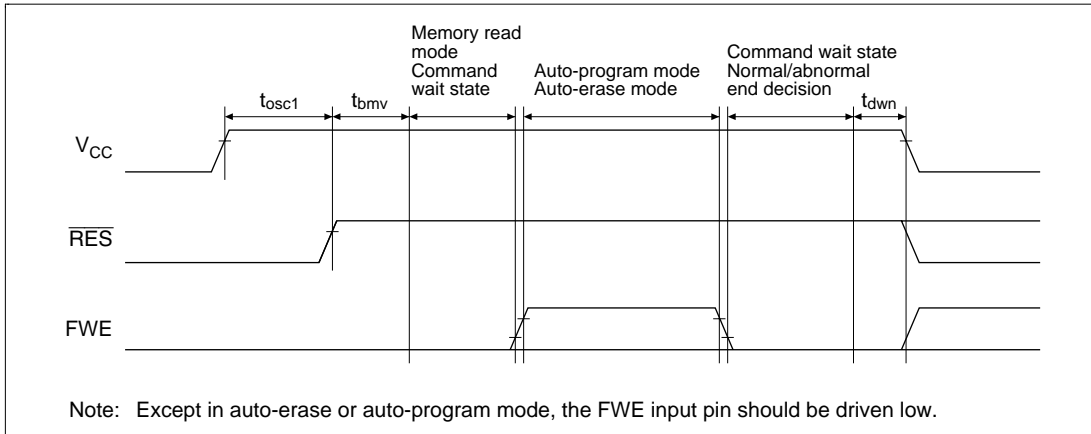 Memory read
mode
Command
wait state
Auto-program mode
Auto-erase mode
Command wait state
Normal/abnormal
end decision
tosc1
tbmv
tdwn
VCC
RES
FWE
Note: Except in auto-erase or auto-program mode, the FWE input pin should be driven low.